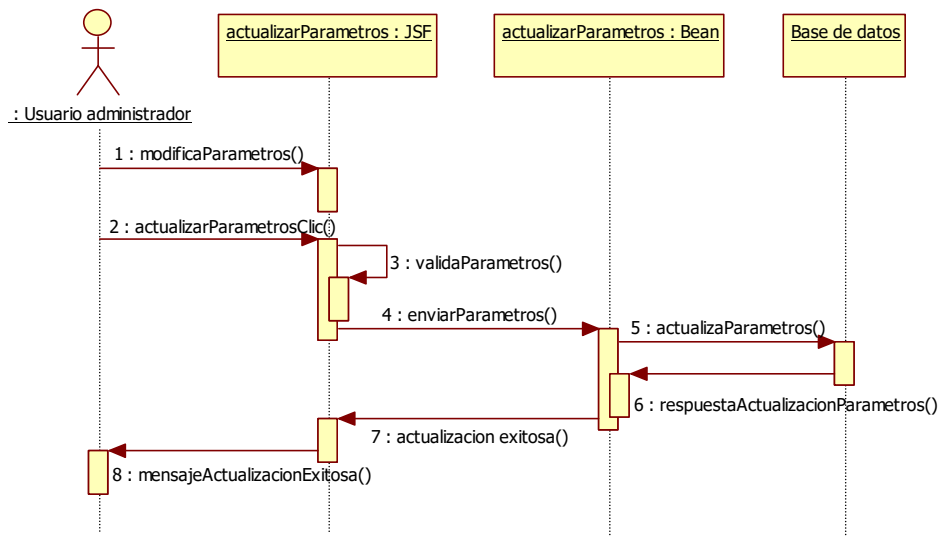 actualizarParametros : JSF
actualizarParametros : Bean
Base de datos
: Usuario administrador
1 : modificaParametros()
2 : actualizarParametrosClic()
3 : validaParametros()
4 : enviarParametros()
5 : actualizaParametros()
6 : respuestaActualizacionParametros()
7 : actualizacion exitosa()
8 : mensajeActualizacionExitosa()